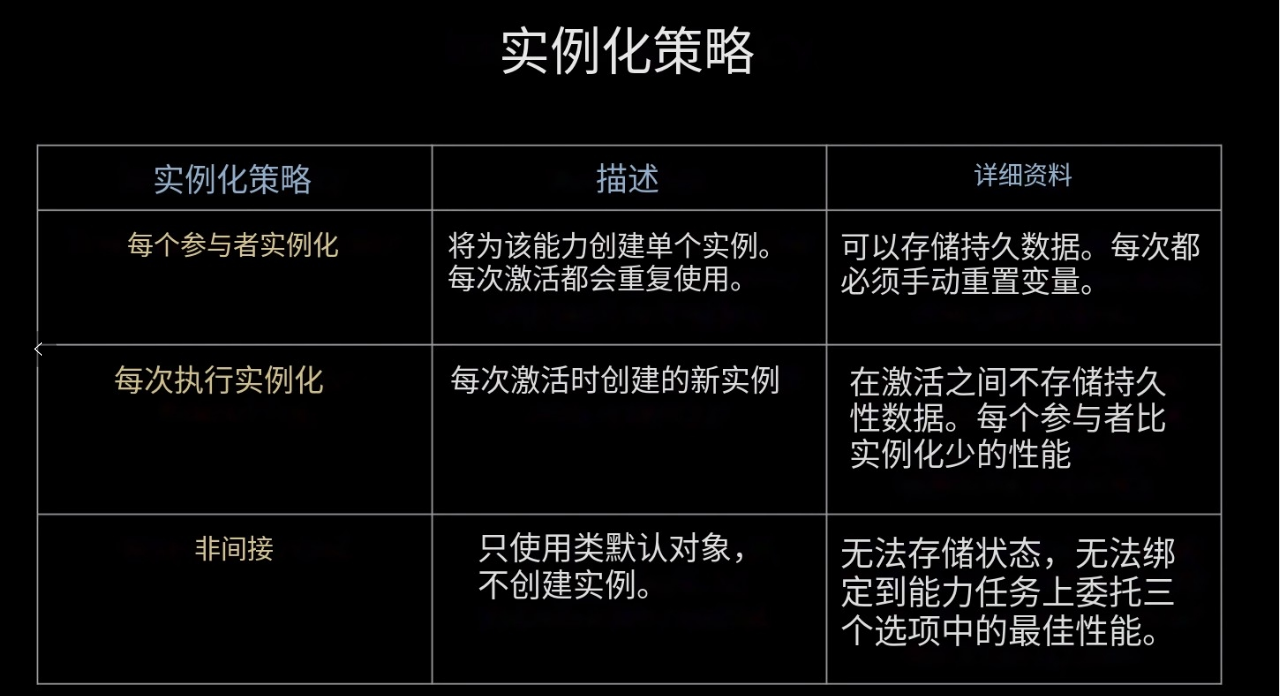 实例化策略
实例化策略
描述
详细资料
每个参与者实例化
将为该能力创建单个实例。
每次激活都会重复使用。
可以存储持久数据。每次都
必须手动重置变量。
每次执行实例化
每次激活时创建的新实例
在激活之间不存储持久
性数据。每个参与者比
实例化少的性能
非间接
只使用类默认对象，
不创建实例。
无法存储状态，无法绑
定到能力任务上委托三
个选项中的最佳性能。